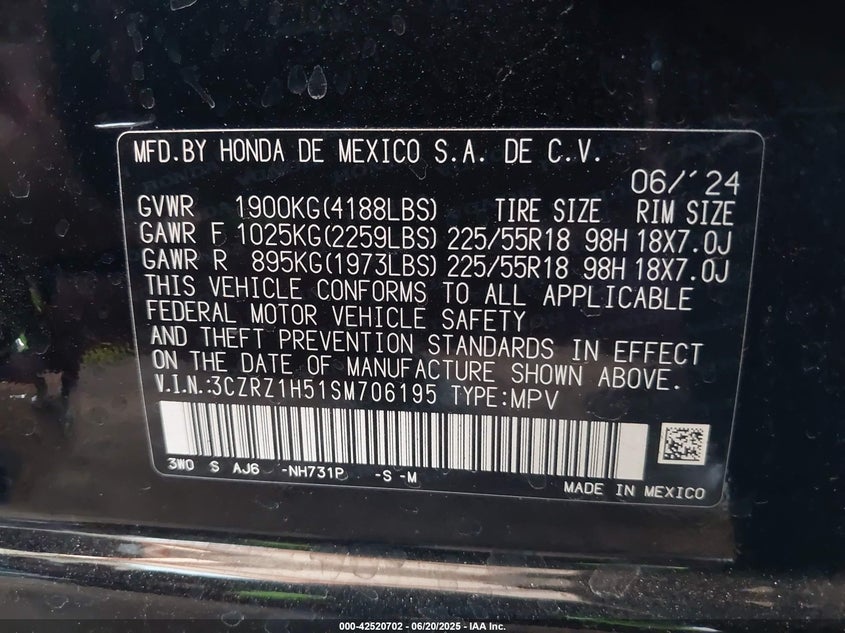 MFD.BY HONDA DE MEXICO S.A. DE C.V.
06/'24
GVWR 1900KG(4188LBS) TIRE SIZE RIM SIZE
GAWR F 1025KG(2259LBS) 225/55R18 98H 18X7.0J
GAWR R 895KG(1973LBS) 225/55R18 98H 18X7.0J
THIS VEHICLE CONFORMS TO ALL APPLICABLE
FEDERAL MOTOR VEHICLE SAFETY
AND THEFT PREVENTION STANDARDS IN EFFECT
ON THE DATE OF MANUFACTURE SHOWN ABOVE.
V.I.N.:3CZRZ1H51SM706195 TYPE:MPV
3W0 S AJ6 -NH731P -S -M
MADE IN MEXICO
000-42520702 - 06/20/2025 - IAA Inc.